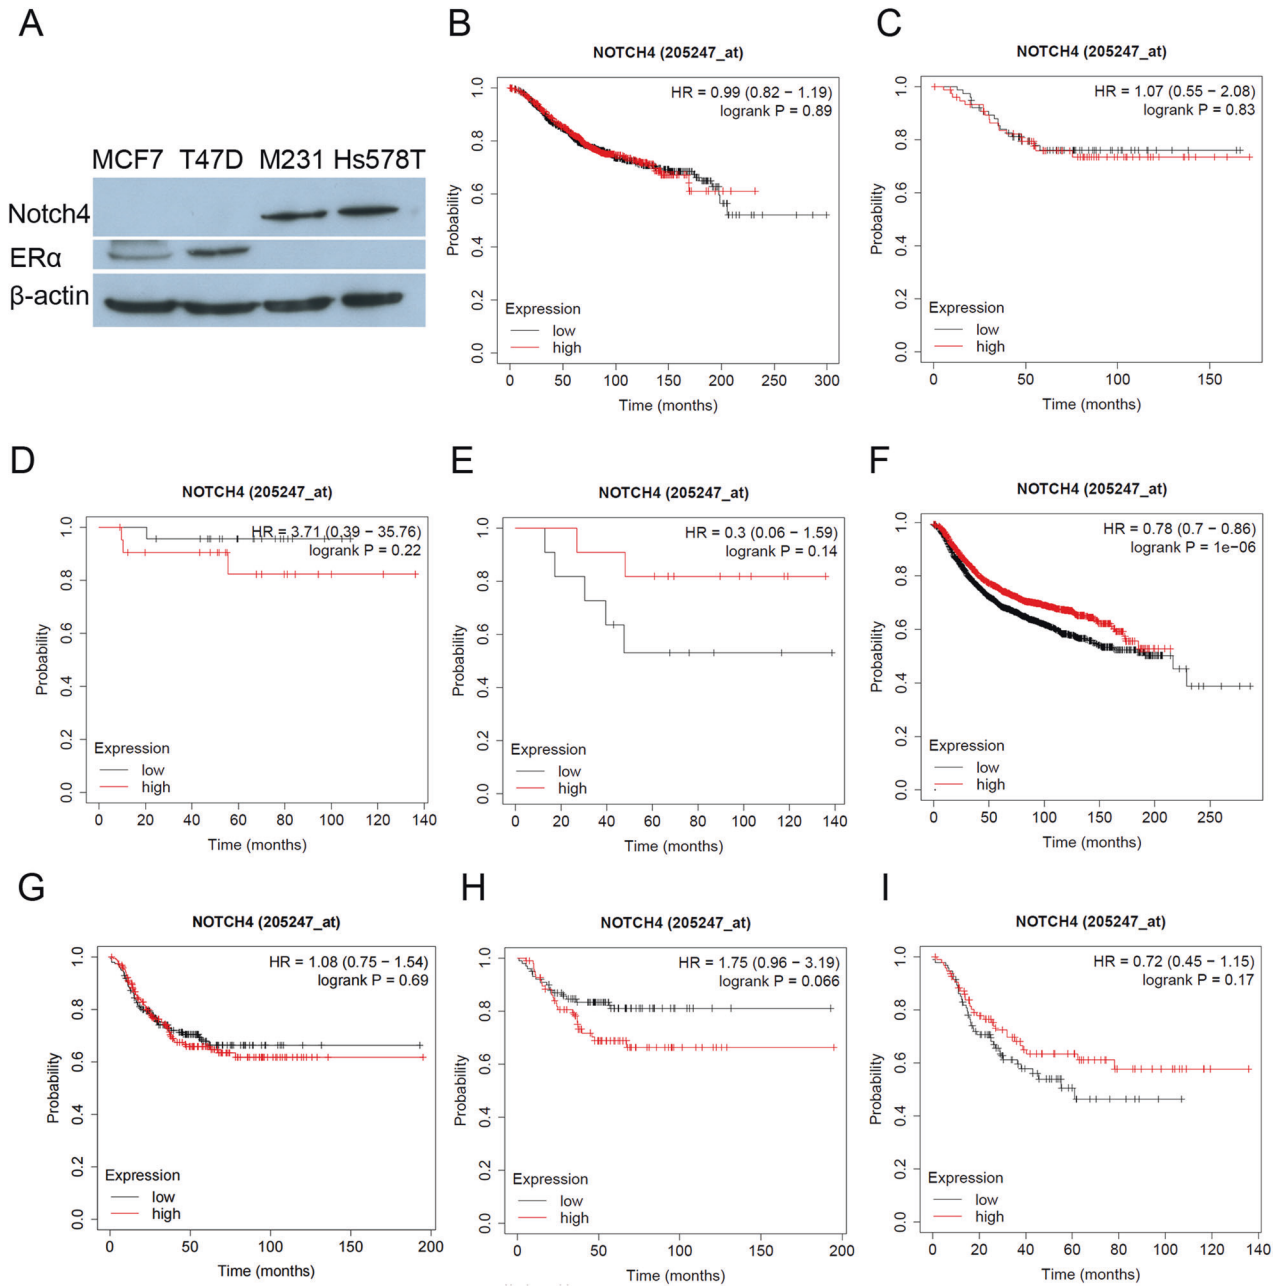 A
MCF7 T47D M231 Hs578T
Notch4
ERα
β-actin
B
NOTCH4 (205247_at)
HR = 0.99 (0.82 − 1.19)
logrank P = 0.89
Probability
1.0
0.8
0.6
0.4
0.2
0.0
Expression
low
high
0 50 100 150 200 250 300
Time (months)
C
NOTCH4 (205247_at)
HR = 1.07 (0.55 − 2.08)
logrank P = 0.83
Probability
1.0
0.8
0.6
0.4
0.2
0.0
Expression
low
high
0 50 100 150
Time (months)
D
NOTCH4 (205247_at)
HR = 3.71 (0.39 − 35.76)
logrank P = 0.22
Probability
1.0
0.8
0.6
0.4
0.2
0.0
Expression
low
high
0 20 40 60 80 100 120 140
Time (months)
E
NOTCH4 (205247_at)
HR = 0.3 (0.06 − 1.59)
logrank P = 0.14
Probability
1.0
0.8
0.6
0.4
0.2
0.0
Expression
low
high
0 20 40 60 80 100 120 140
Time (months)
F
NOTCH4 (205247_at)
HR = 0.78 (0.7 − 0.86)
logrank P = 1e−06
Probability
1.0
0.8
0.6
0.4
0.2
0.0
Expression
low
high
0 50 100 150 200 250
Time (months)
G
NOTCH4 (205247_at)
HR = 1.08 (0.75 − 1.54)
logrank P = 0.69
Probability
1.0
0.8
0.6
0.4
0.2
0.0
Expression
low
high
0 50 100 150 200
Time (months)
H
NOTCH4 (205247_at)
HR = 1.75 (0.96 − 3.19)
logrank P = 0.066
Probability
1.0
0.8
0.6
0.4
0.2
0.0
Expression
low
high
0 50 100 150 200
Time (months)
I
NOTCH4 (205247_at)
HR = 0.72 (0.45 − 1.15)
logrank P = 0.17
Probability
1.0
0.8
0.6
0.4
0.2
0.0
Expression
low
high
0 20 40 60 80 100 120 140
Time (months)